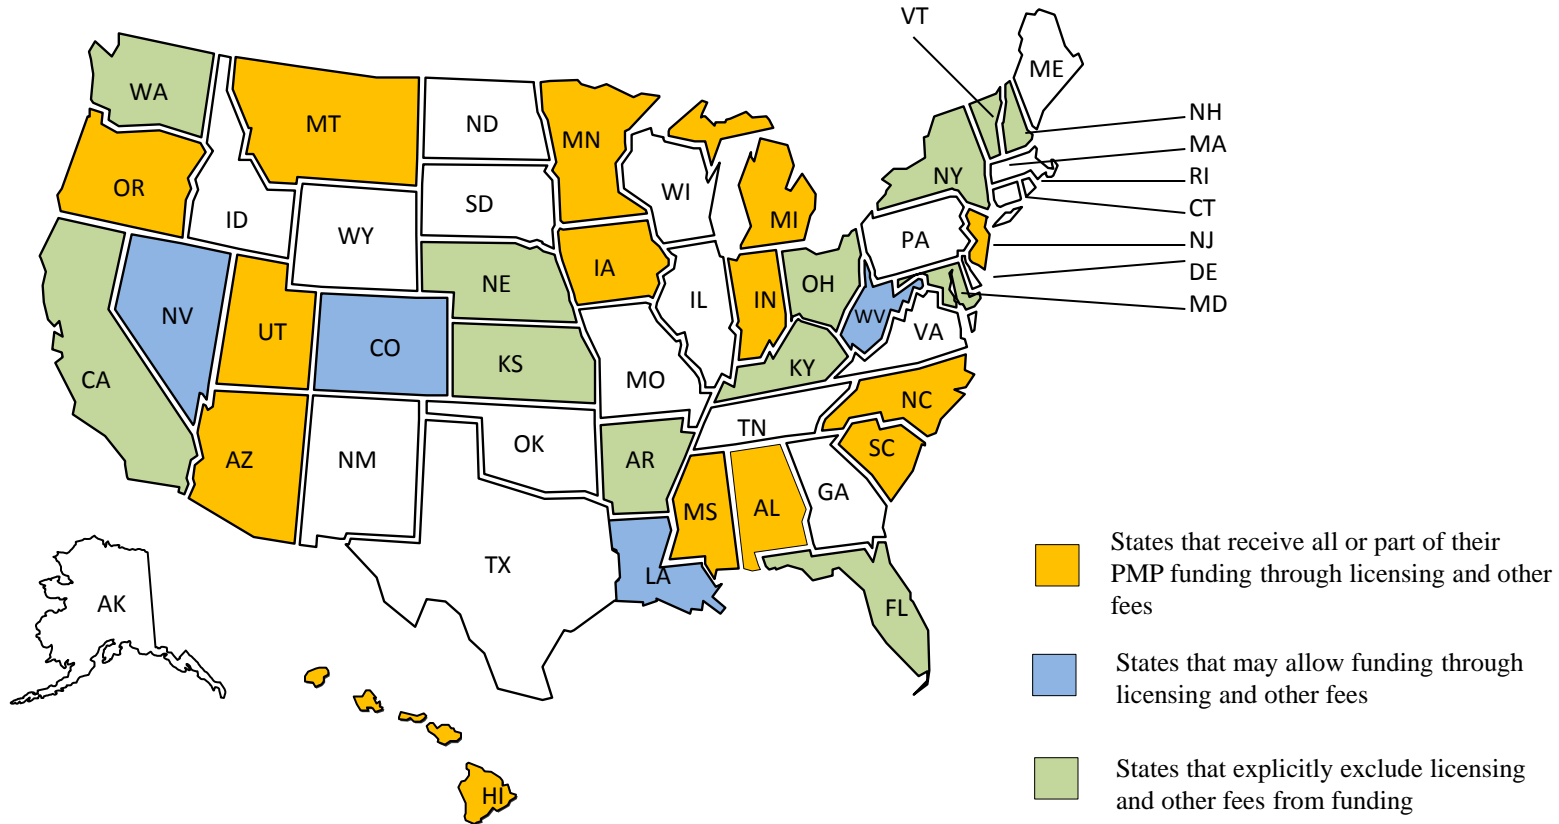 VT
ME
WA
MT
ND
MN
NH
MA
RI
CT
NJ
DE
MD
OR
ID
SD
WI
NY
MI
WY
PA
IA
NE
OH
IL
IN
NV
UT
CO
WV
VA
KS
KY
CA
MO
NC
TN
OK
SC
AZ
NM
AR
GA
MS
AL
TX
LA
FL
AK
HI
States that receive all or part of their
PMP funding through licensing and other
fees
States that may allow funding through
licensing and other fees
States that explicitly exclude licensing
and other fees from funding